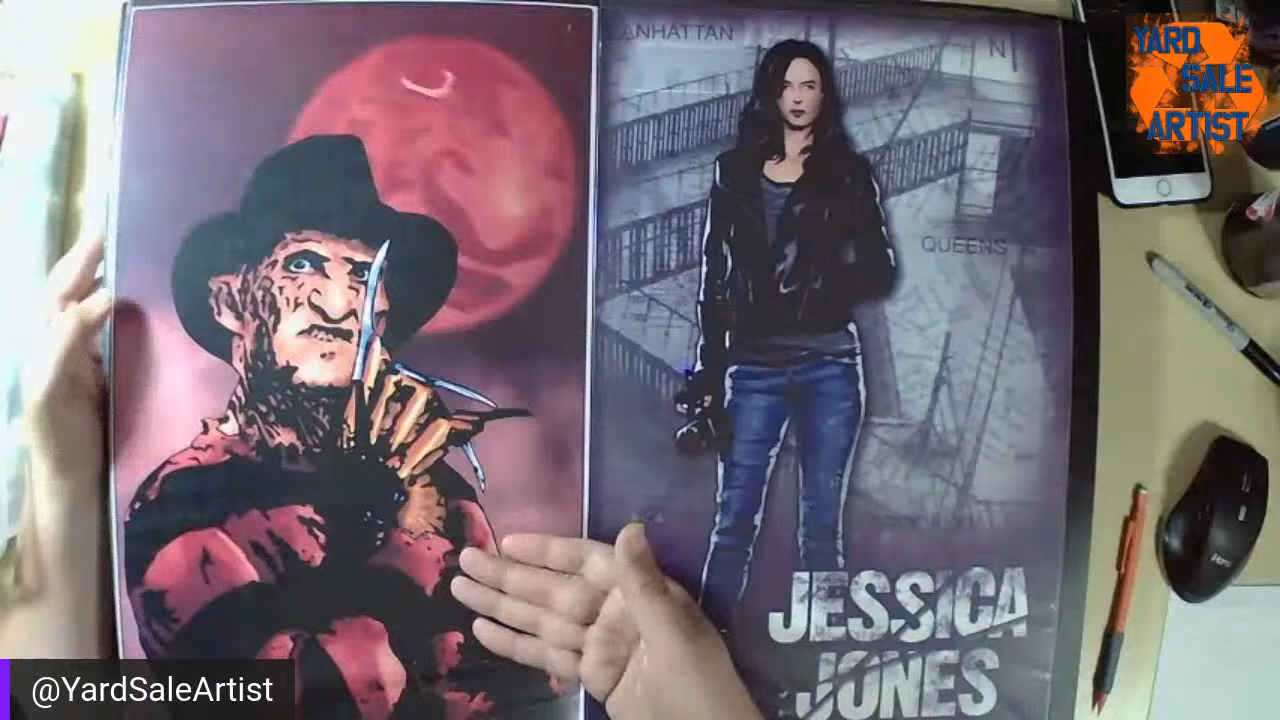 ANHATTAN
N
QUEENS
JESSICA
JONES
YARD
SALE
ARTIST
@YardSaleArtist